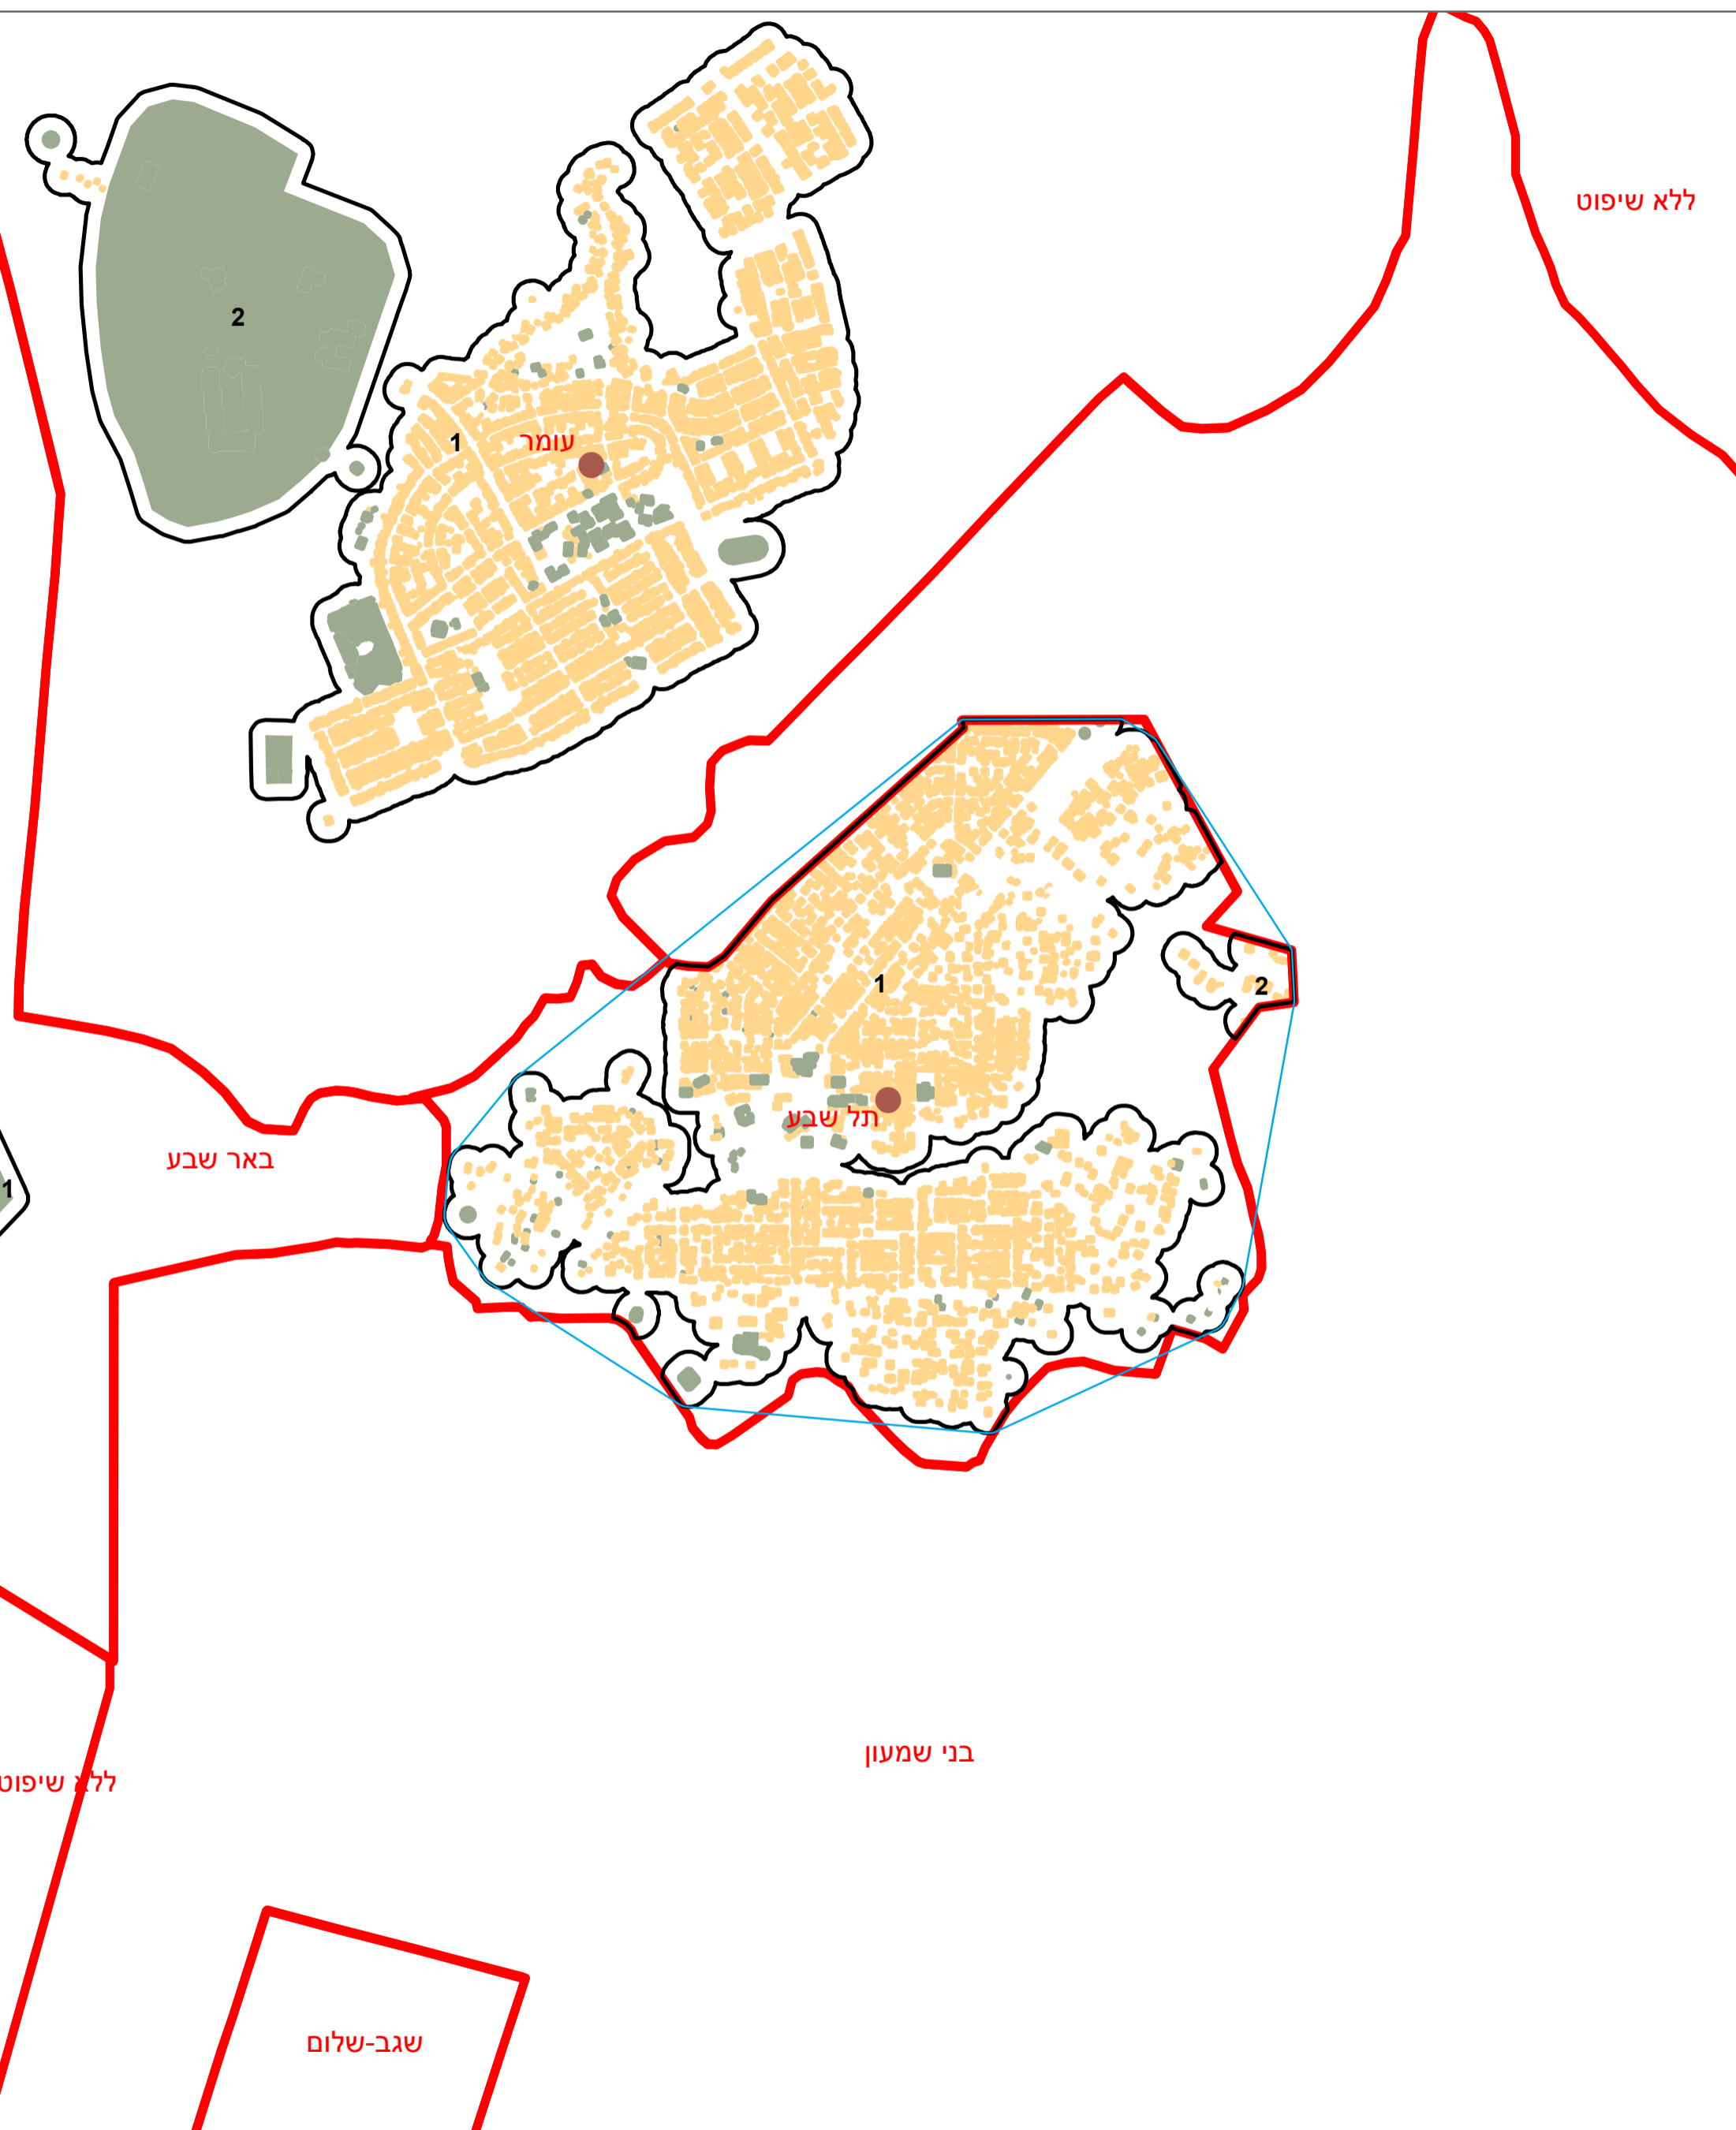 ללא שיפוט
2
1
עומר
1
2
תל שבע
באר שבע
1
בני שמעון
ללא שיפוט
שגב-שלום